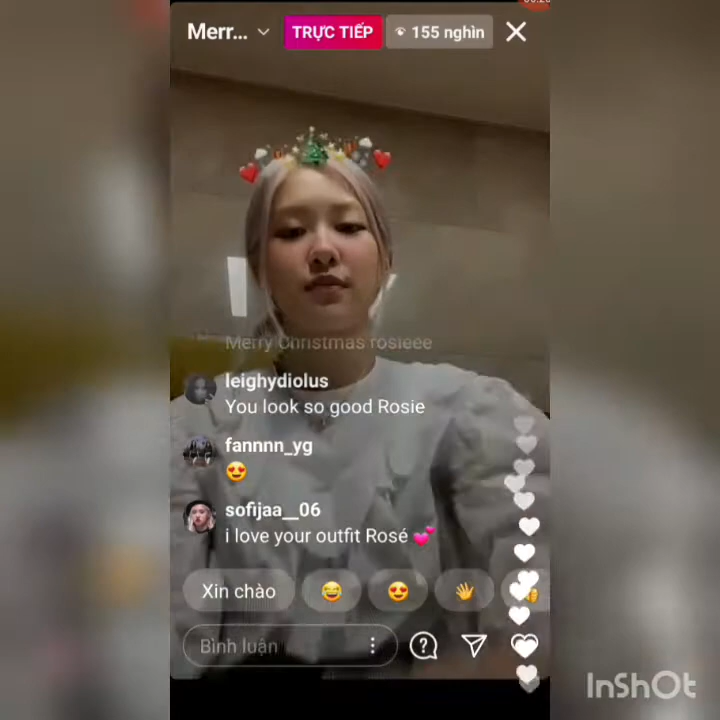 Merr...
TRỰC TIẾP
155 nghìn
Merry Christmas rosieee
leighydiolus
You look so good Rosie
fannnn_yg
sofijaa__06
i love your outfit Rosé
Xin chào
Bình luận
InShOt